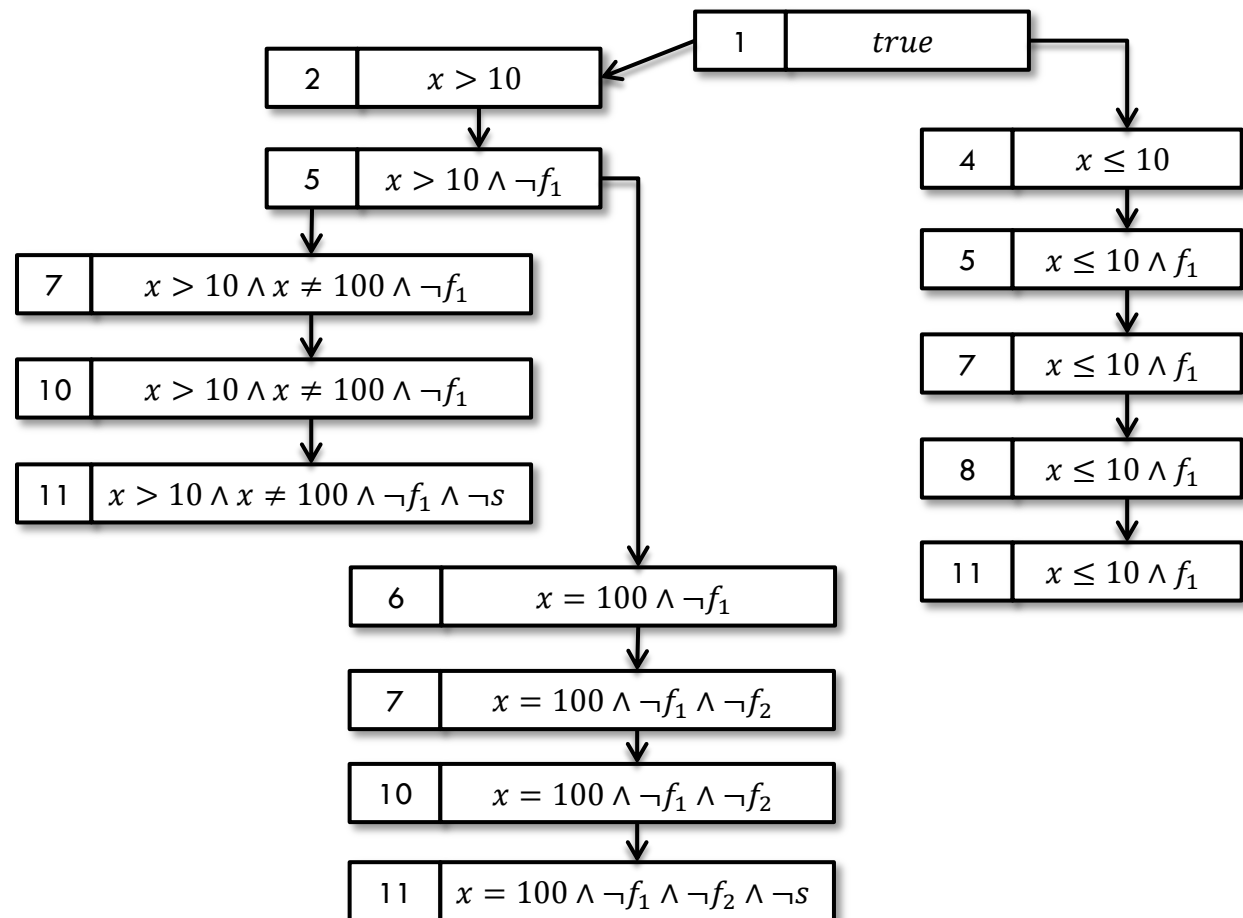 1 true
2 x > 10
4 x ≤ 10
5 x > 10 ∧ ¬f₁
5 x ≤ 10 ∧ f₁
7 x > 10 ∧ x ≠ 100 ∧ ¬f₁
7 x ≤ 10 ∧ f₁
10 x > 10 ∧ x ≠ 100 ∧ ¬f₁
8 x ≤ 10 ∧ f₁
11 x > 10 ∧ x ≠ 100 ∧ ¬f₁ ∧ ¬s
11 x ≤ 10 ∧ f₁
6 x = 100 ∧ ¬f₁
7 x = 100 ∧ ¬f₁ ∧ ¬f₂
10 x = 100 ∧ ¬f₁ ∧ ¬f₂
11 x = 100 ∧ ¬f₁ ∧ ¬f₂ ∧ ¬s